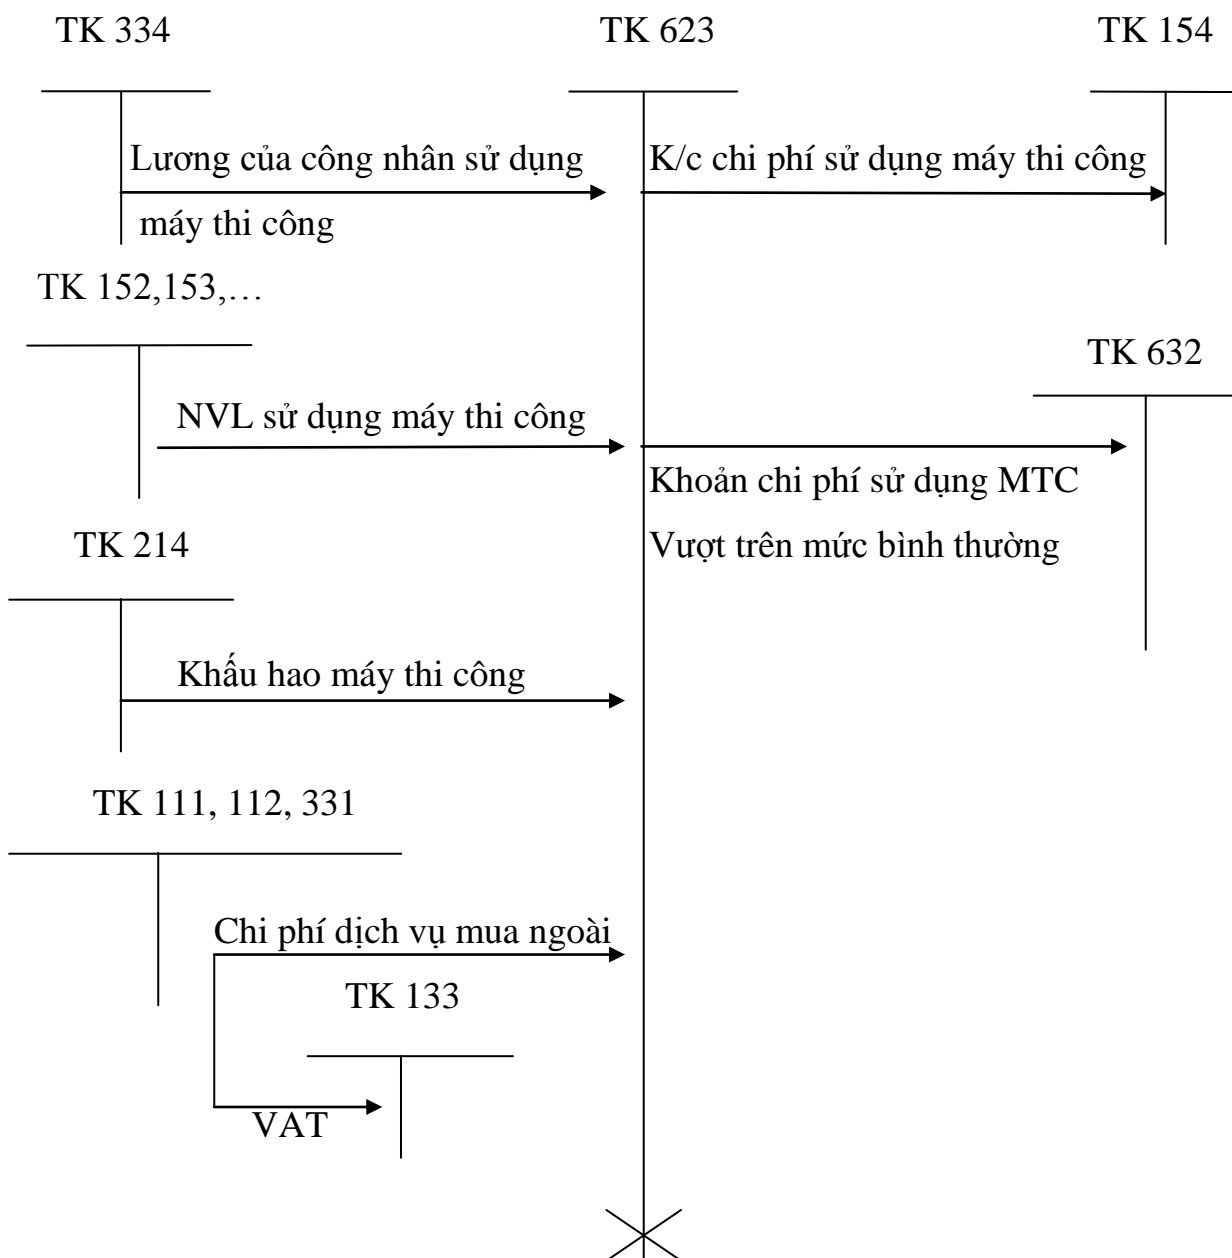 TK 334
TK 623
TK 154
Lương của công nhân sử dụng
máy thi công
K/c chi phí sử dụng máy thi công
TK 152,153,…
TK 632
NVL sử dụng máy thi công
Khoản chi phí sử dụng MTC
Vượt trên mức bình thường
TK 214
Khấu hao máy thi công
TK 111, 112, 331
Chi phí dịch vụ mua ngoài
TK 133
VAT